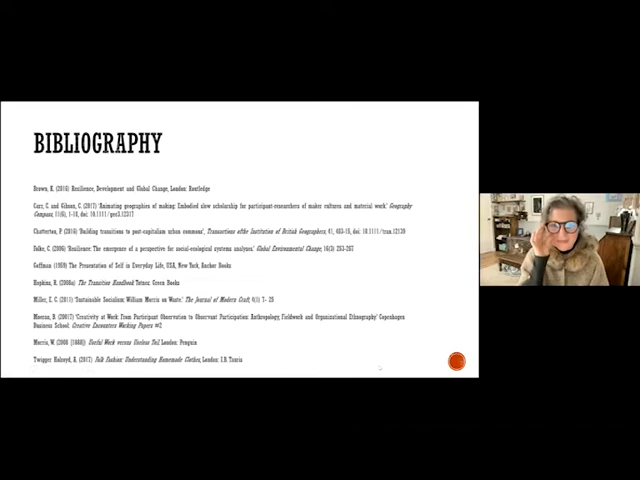 BIBLIOGRAPHY
Brown, K. (2016) Resilience, Development and Global Change, London: Routledge
Carr, C. and Gibson, C. (2017) 'Animating geographies of making: Embodied slow scholarship for participant-researchers of maker cultures and material work.' Geography
Compass, 11(6), 1-10, doi: 10.1111/gec3.12317
Chatterton, P. (2016) 'Building transitions to post-capitalist urban commons', Transactions of the Institution of British Geographers, 41, 403-15, doi: 10.1111/tran.12139
Folke, C. (2006) 'Resilience: The emergence of a perspective for social-ecological systems analyses.' Global Environmental Change, 16(3) 253-267
Goffman (1959) The Presentation of Self in Everyday Life, USA, New York, Anchor Books
Hopkins, R. (2008a) The Transition Handbook Totnes: Green Books
Miller, E. C. (2011) 'Sustainable Socialism: William Morris on Waste.' The Journal of Modern Craft, 4(1) 7- 25
Moeran, B. (2007) 'Creativity at Work: From Participant Observation to Observant Participation: Anthropology, Fieldwork and Organizational Ethnography' Copenhagen
Business School: Creative Encounters Working Papers #2
Morris, W. (2008 [1888]) Useful Work versus Useless Toil. London: Penguin
Twigger Holroyd, A. (2017) Folk Fashion: Understanding Homemade Clothes, London: I.B. Tauris